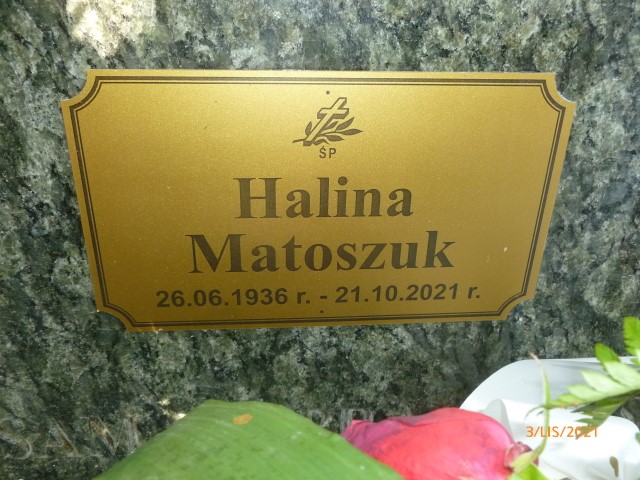 ŚP
Halina
Matoszuk
26.06.1936 r. - 21.10.2021 r.
3/LIS/2021